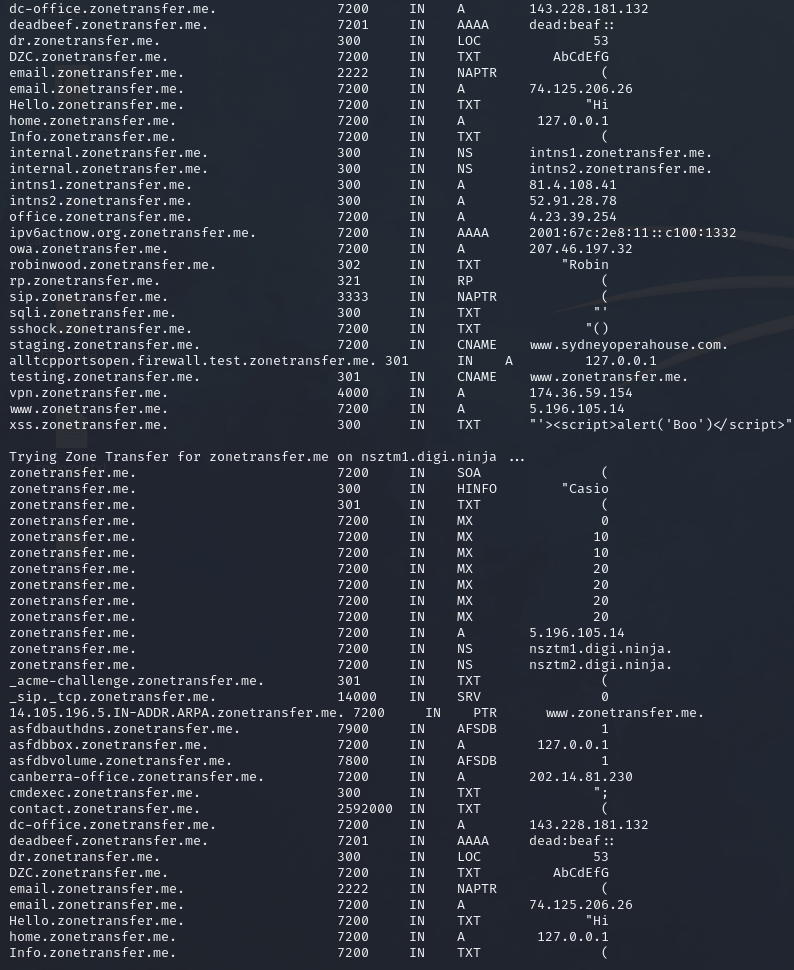 dc-office.zonetransfer.me. 7200 IN A 143.228.181.132
deadbeef.zonetransfer.me. 7201 IN AAAA dead:beaf::
dr.zonetransfer.me. 300 IN LOC 53
DZC.zonetransfer.me. 7200 IN TXT AbCdEfG
email.zonetransfer.me. 2222 IN NAPTR (
email.zonetransfer.me. 7200 IN A 74.125.206.26
Hello.zonetransfer.me. 7200 IN TXT "Hi
home.zonetransfer.me. 7200 IN A 127.0.0.1
Info.zonetransfer.me. 7200 IN TXT (
internal.zonetransfer.me. 300 IN NS intns1.zonetransfer.me.
internal.zonetransfer.me. 300 IN NS intns2.zonetransfer.me.
intns1.zonetransfer.me. 300 IN A 81.4.108.41
intns2.zonetransfer.me. 300 IN A 52.91.28.78
office.zonetransfer.me. 7200 IN A 4.23.39.254
ipv6actnow.org.zonetransfer.me. 7200 IN AAAA 2001:67c:2e8:11::c100:1332
owa.zonetransfer.me. 7200 IN A 207.46.197.32
robinwood.zonetransfer.me. 302 IN TXT "Robin
rp.zonetransfer.me. 321 IN RP (
sip.zonetransfer.me. 3333 IN NAPTR (
sqli.zonetransfer.me. 300 IN TXT "'
sshock.zonetransfer.me. 7200 IN TXT "()
staging.zonetransfer.me. 7200 IN CNAME www.sydneyoperahouse.com.
alltcpportsopen.firewall.test.zonetransfer.me. 301 IN A 127.0.0.1
testing.zonetransfer.me. 301 IN CNAME www.zonetransfer.me.
vpn.zonetransfer.me. 4000 IN A 174.36.59.154
www.zonetransfer.me. 7200 IN A 5.196.105.14
xss.zonetransfer.me. 300 IN TXT "'><script>alert('Boo')</script>"
Trying Zone Transfer for zonetransfer.me on nsztm1.digi.ninja ...
zonetransfer.me. 7200 IN SOA (
zonetransfer.me. 300 IN HINFO "Casio
zonetransfer.me. 301 IN TXT (
zonetransfer.me. 7200 IN MX 0
zonetransfer.me. 7200 IN MX 10
zonetransfer.me. 7200 IN MX 10
zonetransfer.me. 7200 IN MX 20
zonetransfer.me. 7200 IN MX 20
zonetransfer.me. 7200 IN MX 20
zonetransfer.me. 7200 IN MX 20
zonetransfer.me. 7200 IN A 5.196.105.14
zonetransfer.me. 7200 IN NS nsztm1.digi.ninja.
zonetransfer.me. 7200 IN NS nsztm2.digi.ninja.
_acme-challenge.zonetransfer.me. 301 IN TXT (
_sip._tcp.zonetransfer.me. 14000 IN SRV 0
14.105.196.5.IN-ADDR.ARPA.zonetransfer.me. 7200 IN PTR www.zonetransfer.me.
asfdbauthdns.zonetransfer.me. 7900 IN AFSDB 1
asfdbbox.zonetransfer.me. 7200 IN A 127.0.0.1
asfdbvolume.zonetransfer.me. 7800 IN AFSDB 1
canberra-office.zonetransfer.me. 7200 IN A 202.14.81.230
cmdexec.zonetransfer.me. 300 IN TXT ";
contact.zonetransfer.me. 2592000 IN TXT (
dc-office.zonetransfer.me. 7200 IN A 143.228.181.132
deadbeef.zonetransfer.me. 7201 IN AAAA dead:beaf::
dr.zonetransfer.me. 300 IN LOC 53
DZC.zonetransfer.me. 7200 IN TXT AbCdEfG
email.zonetransfer.me. 2222 IN NAPTR (
email.zonetransfer.me. 7200 IN A 74.125.206.26
Hello.zonetransfer.me. 7200 IN TXT "Hi
home.zonetransfer.me. 7200 IN A 127.0.0.1
Info.zonetransfer.me. 7200 IN TXT (